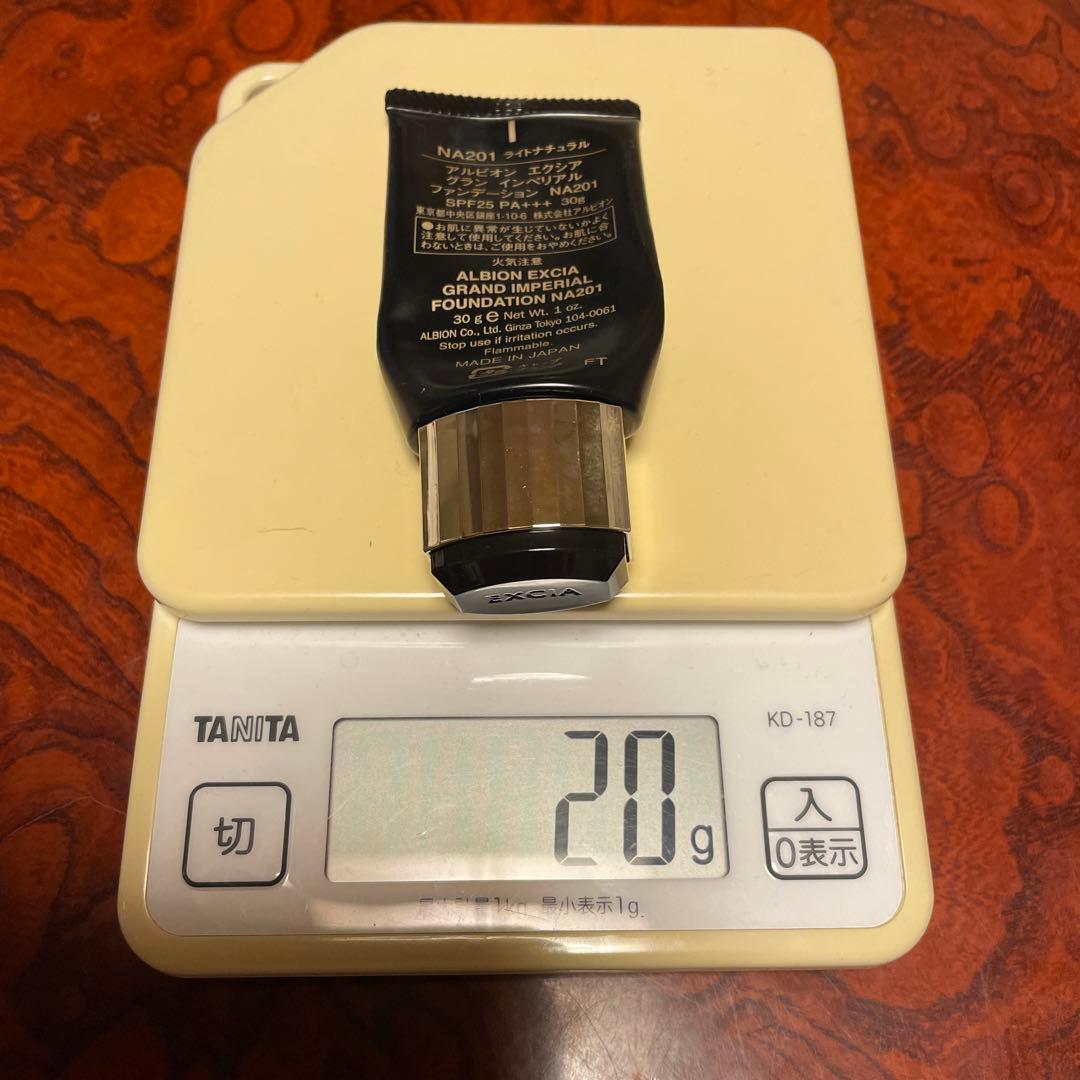 NA201 ライトナチュラル
アルビオン エクシア
グラン インペリアル
ファンデーション NA201
SPF25 PA+++ 30g
東京都中央区銀座1-10-6 株式会社アルビオン
●お肌に異常が生じていないかよく
注意して使用してください。お肌に合
わないときは、ご使用をおやめください。
火気注意
ALBION EXCIA
GRAND IMPERIAL
FOUNDATION NA201
30 g e Net Wt. 1 oz.
ALBION Co., Ltd. Ginza Tokyo 104-0061
Stop use if irritation occurs.
Flammable.
MADE IN JAPAN
FT
EXCIA
TANITA
KD-187
20g
切
入
0表示
1kg 最小表示1g